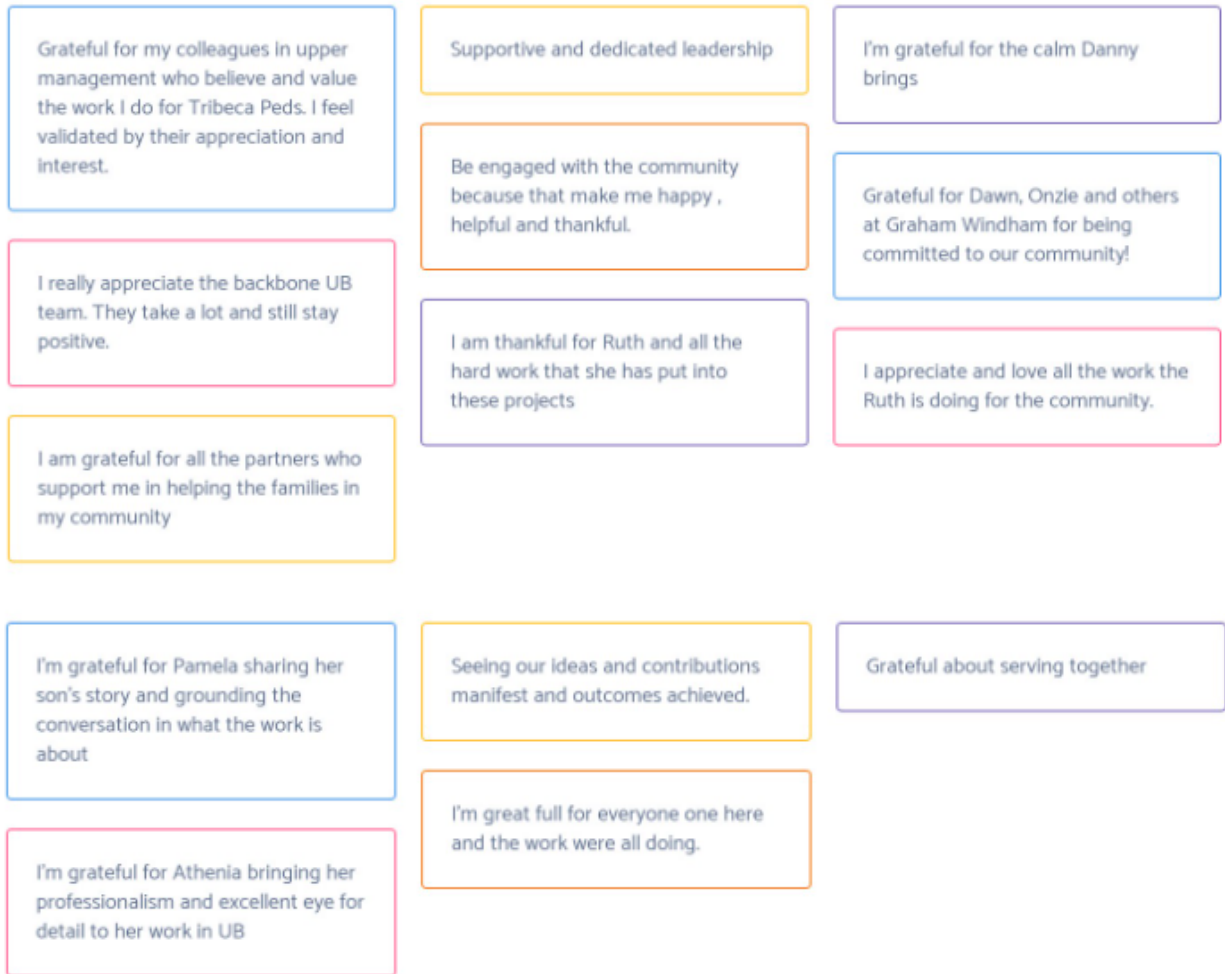 Grateful for my colleagues in upper
management who believe and value
the work I do for Tribeca Peds. I feel
validated by their appreciation and
interest.
I really appreciate the backbone UB
team. They take a lot and still stay
positive.
I am grateful for all the partners who
support me in helping the families in
my community
Supportive and dedicated leadership
Be engaged with the community
because that make me happy ,
helpful and thankful.
I am thankful for Ruth and all the
hard work that she has put into
these projects
I'm grateful for the calm Danny
brings
Grateful for Dawn, Onzie and others
at Graham Windham for being
committed to our community!
I appreciate and love all the work the
Ruth is doing for the community.
I'm grateful for Pamela sharing her
son's story and grounding the
conversation in what the work is
about
I'm grateful for Athenia bringing her
professionalism and excellent eye for
detail to her work in UB
Seeing our ideas and contributions
manifest and outcomes achieved.
I'm great full for everyone one here
and the work were all doing.
Grateful about serving together